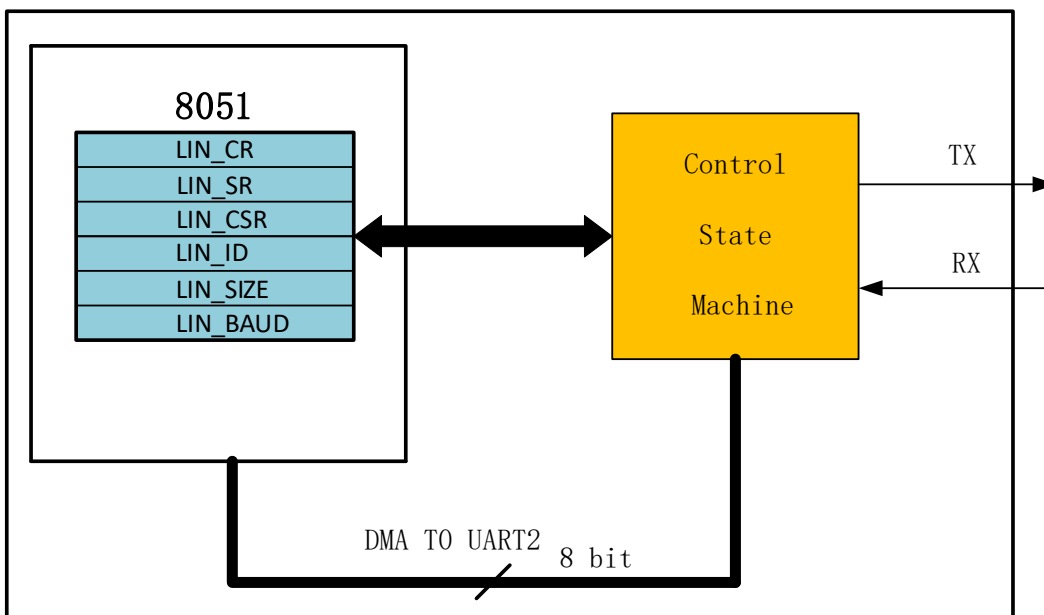 8051
LIN_CR
LIN_SR
LIN_CSR
LIN_ID
LIN_SIZE
LIN_BAUD
Control
State
Machine
TX
RX
DMA TO UART2
8 bit